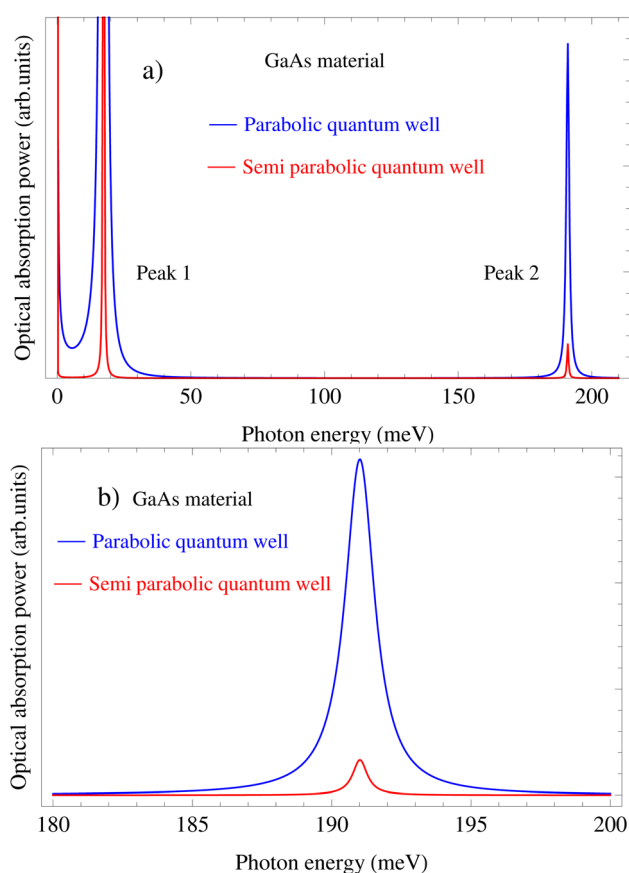 Optical absorption power (arb.units)
a)
GaAs material
Parabolic quantum well
Semi parabolic quantum well
Peak 1
Peak 2
0 50 100 150 200
Photon energy (meV)
Optical absorption power (arb.units)
b) GaAs material
Parabolic quantum well
Semi parabolic quantum well
180 185 190 195 200
Photon energy (meV)